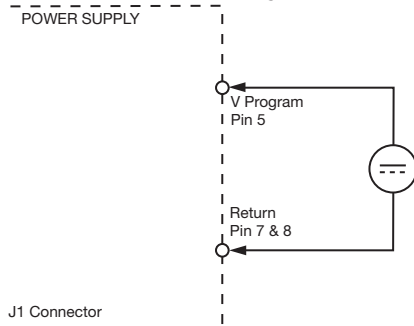 POWER SUPPLY
V Program
Pin 5
Return
Pin 7 & 8
J1 Connector